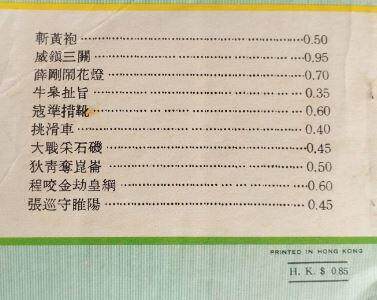 斬黃袍 0.50
威鎮三關 0.95
薛剛鬧花燈 0.70
牛皋扯旨 0.35
寇準揹靴 0.60
挑滑車 0.40
大戰采石磯 0.45
狄青奪崑崙 0.50
程咬金劫皇綱 0.60
張巡守睢陽 0.45
PRINTED IN HONG KONG
H. K. $ 0.85